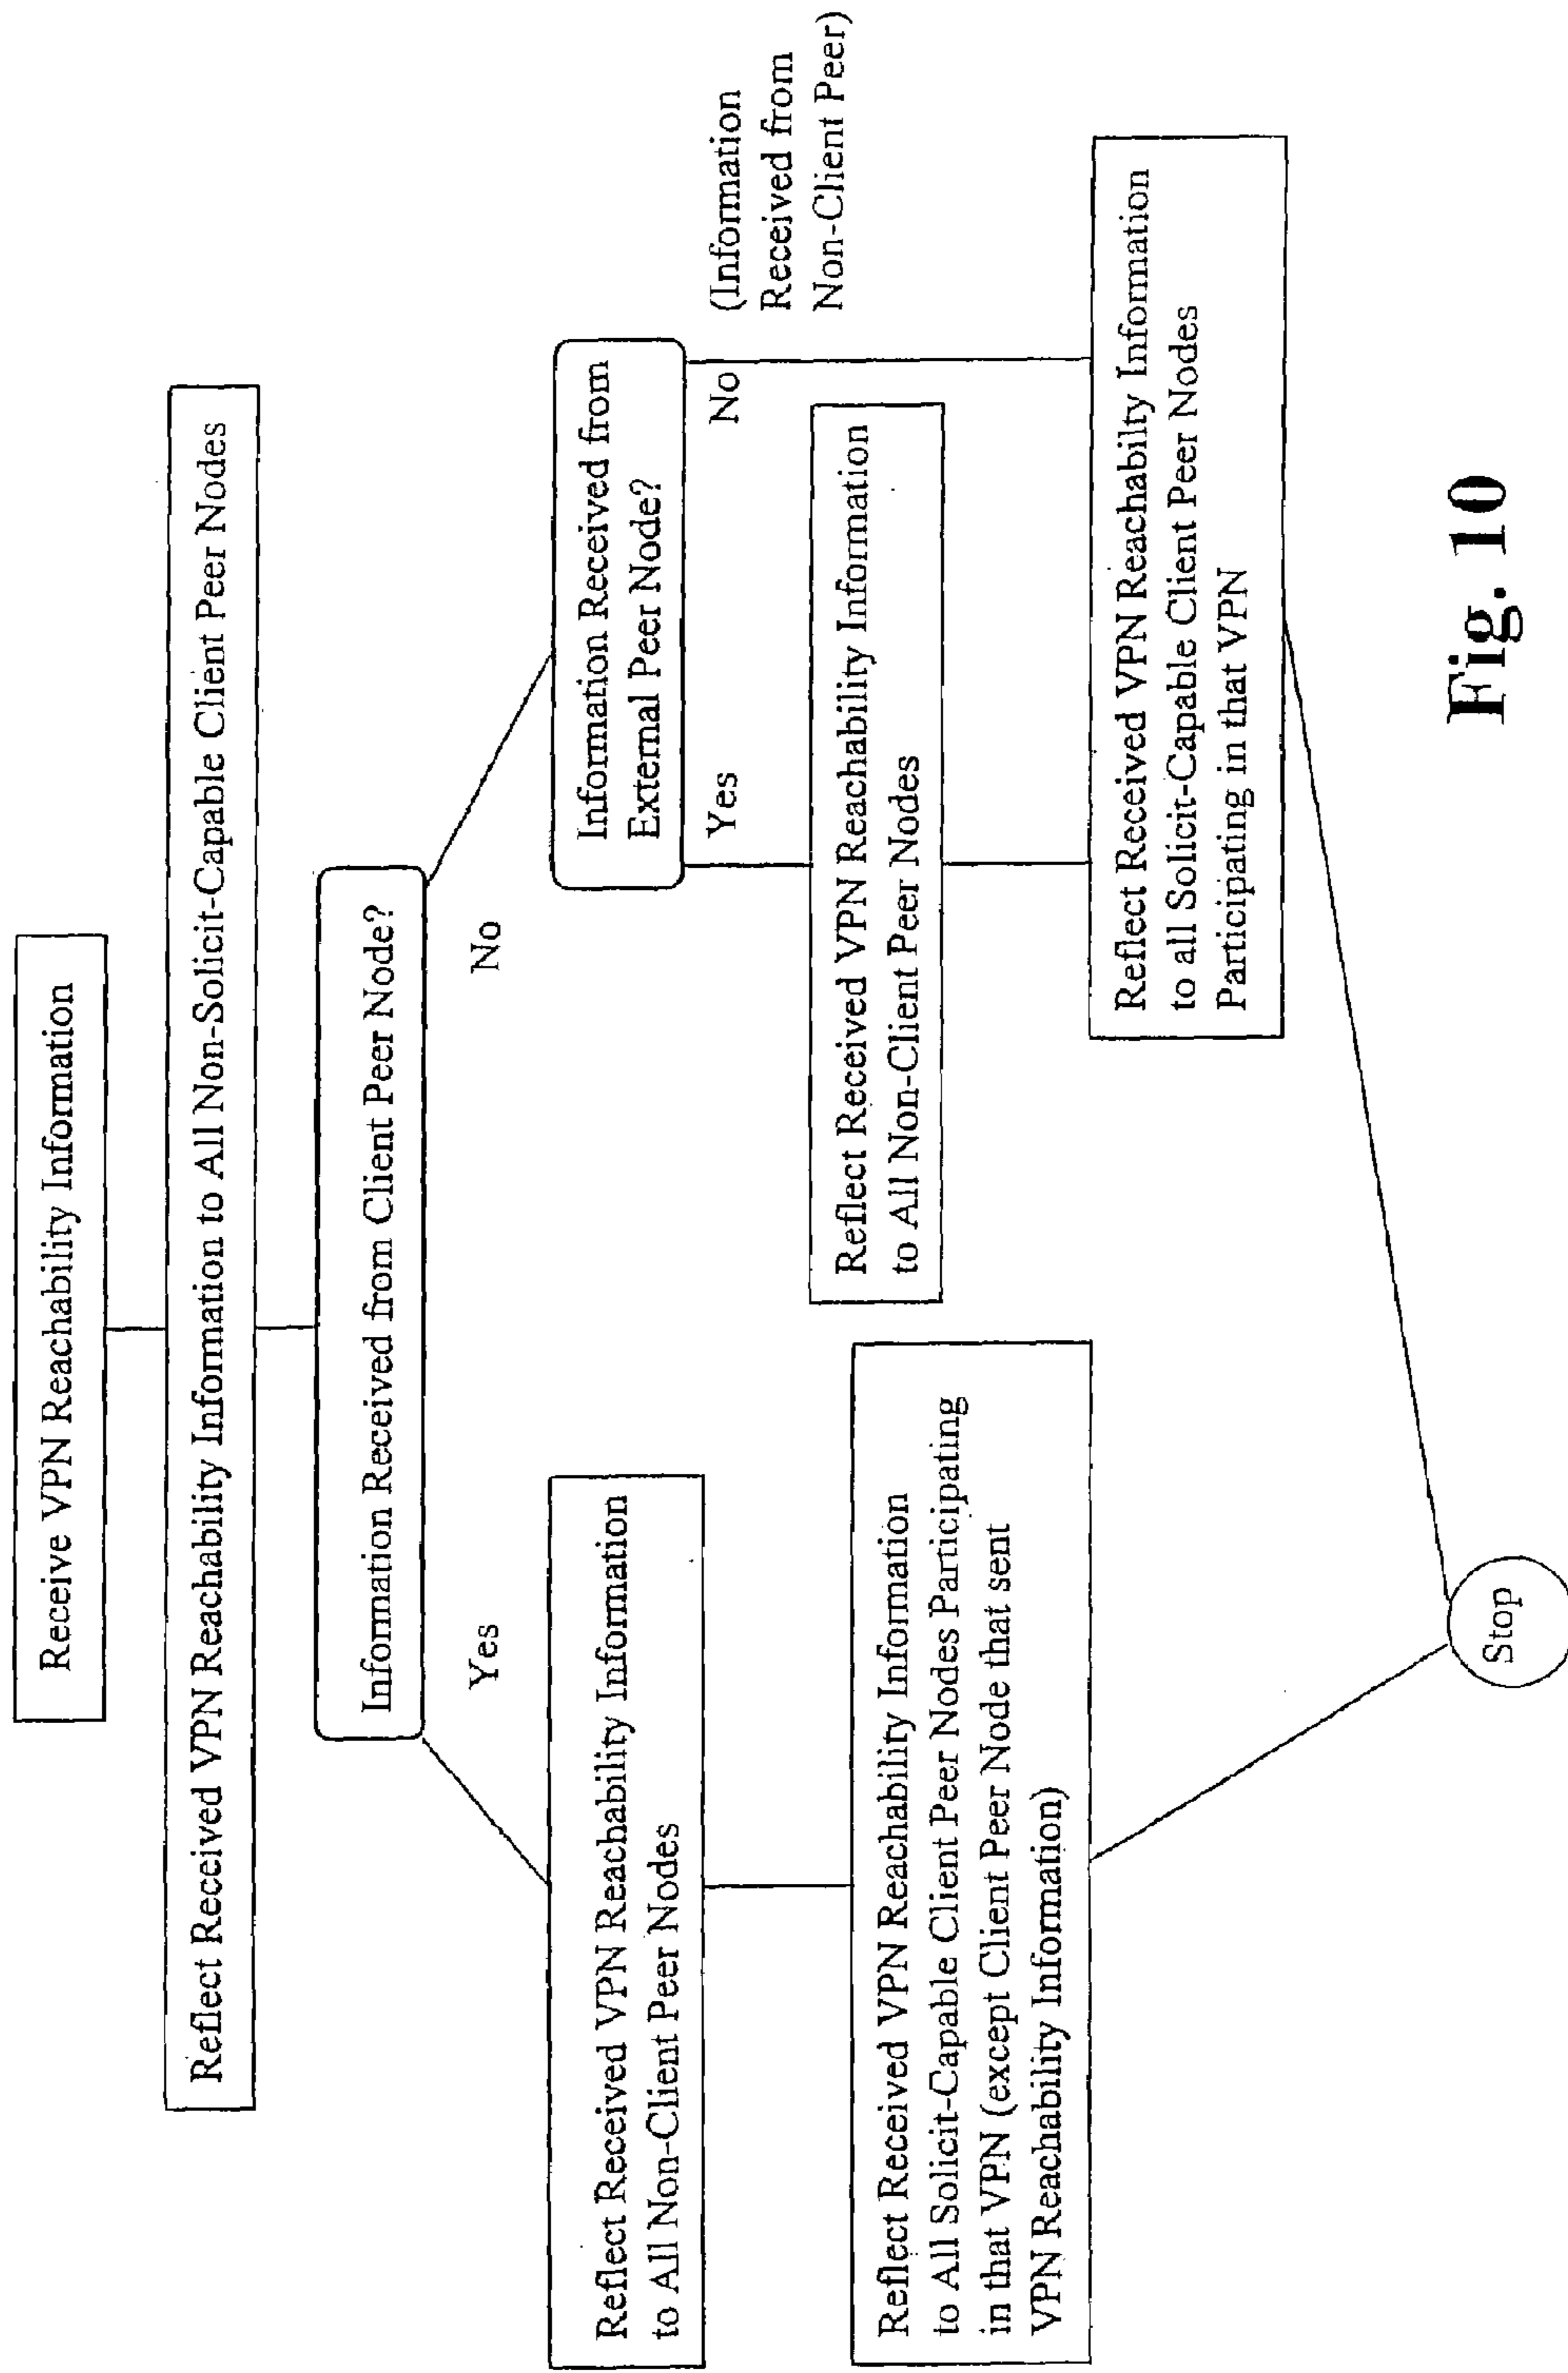 Receive VPN Reachability Information
Reflect Received VPN Reachability Information to All Non-Solicit-Capable Client Peer Nodes
Information Received from Client Peer Node?
Yes
No
Reflect Received VPN Reachability Information
to All Non-Client Peer Nodes
Information Received from
External Peer Node?
Yes
No
(Information
Received from
Non-Client Peer)
Reflect Received VPN Reachability Information
to All Non-Client Peer Nodes
Reflect Received VPN Reachability Information
to All Solicit-Capable Client Peer Nodes Participating
in that VPN (except Client Peer Node that sent
VPN Reachability Information)
Reflect Received VPN Reachabilty Information
to all Solicit-Capable Client Peer Nodes
Participating in that VPN
Stop
Fig. 10